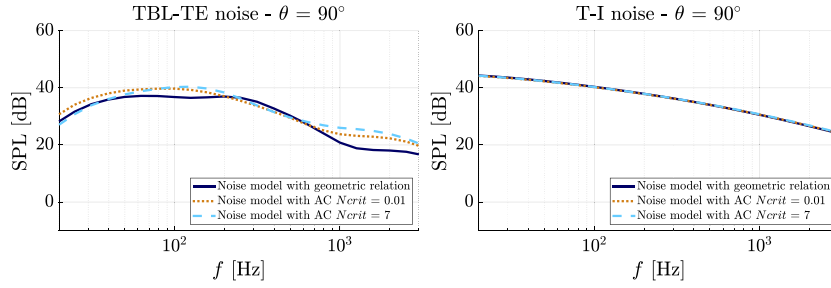 TBL-TE noise - θ = 90°
60
40
20
0
SPL [dB]
Noise model with geometric relation
Noise model with AC Ncrit = 0.01
Noise model with AC Ncrit = 7
10²
10³
f [Hz]
T-I noise - θ = 90°
60
40
20
0
SPL [dB]
Noise model with geometric relation
Noise model with AC Ncrit = 0.01
Noise model with AC Ncrit = 7
10²
10³
f [Hz]